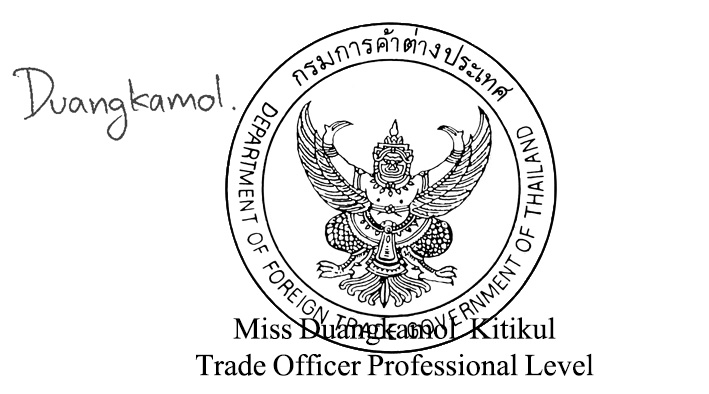 Duangkamol.
กรมการค้าต่างประเทศ
DEPARTMENT OF FOREIGN TRADE GOVERNMENT OF THAILAND
Miss Duangkamol Kitikul
Trade Officer Professional Level